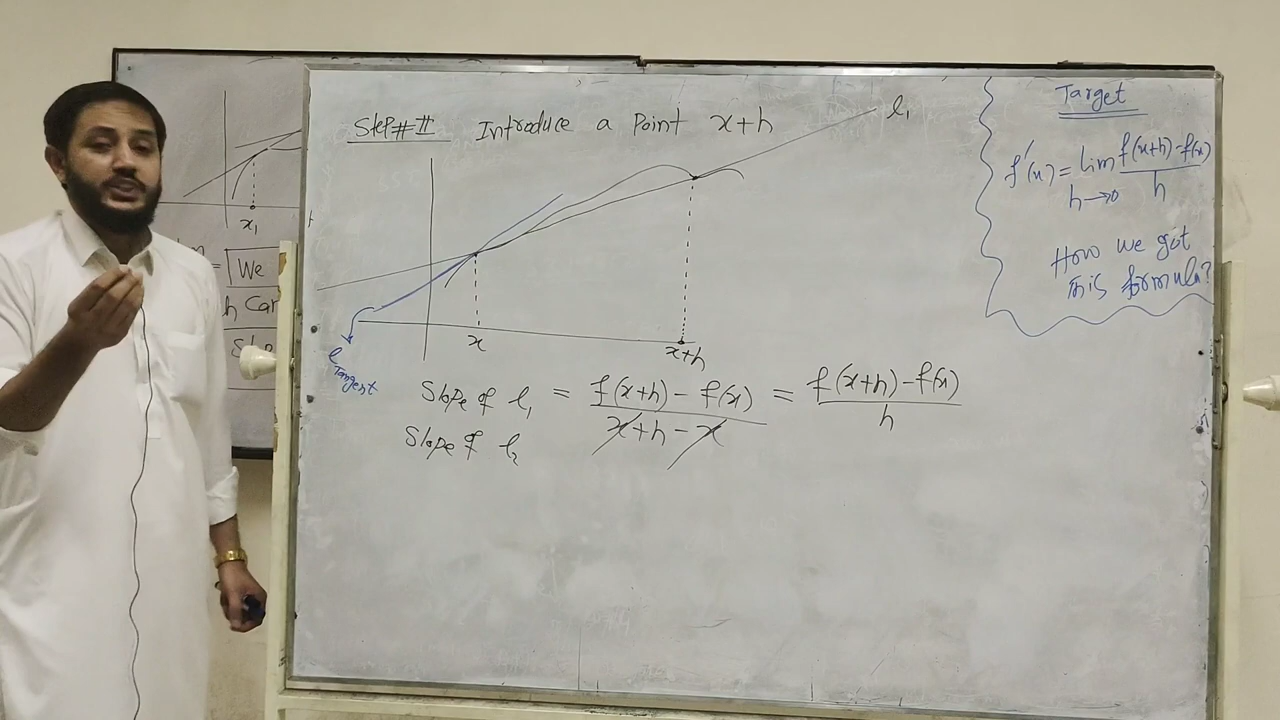 Step#II Introduce a Point x+h
l₁
x
x+h
l Tangent
Slope of l₁ = f(x+h) - f(x) / x+h - x = f(x+h) - f(x) / h
Slope of l₂
Target
f'(x) = lim h→0 f(x+h) - f(x) / h
How we got
this formula?
x₁
= We
h Car